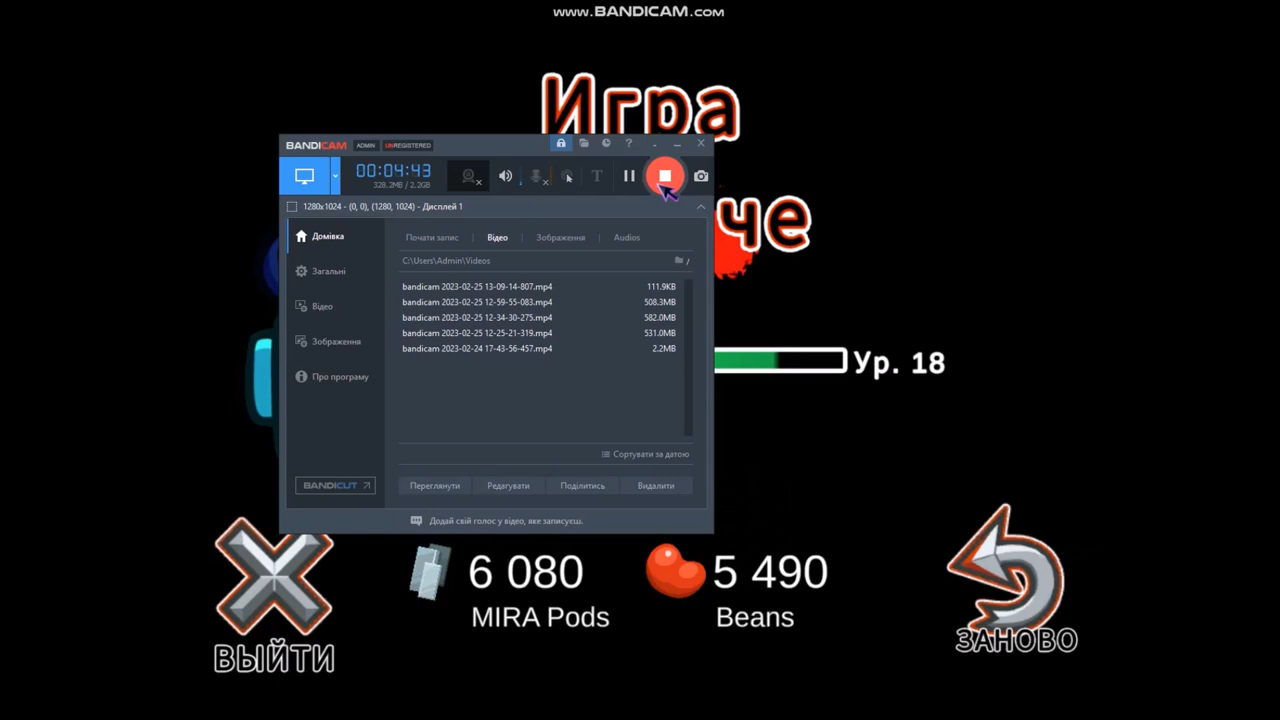 www.BANDICAM.com
Игра
че
BANDICAM ADMIN UNREGISTERED
00:04:43
328.2MB / 2.2GB
1280x1024 - (0, 0), (1280, 1024) - Дисплей 1
Домівка
Загальні
Відео
Зображення
Про програму
BANDICUT
Почати запис
Відео
Зображення
Audios
C:\Users\Admin\Videos
bandicam 2023-02-25 13-09-14-807.mp4 111.9KB
bandicam 2023-02-25 12-59-55-083.mp4 508.3MB
bandicam 2023-02-25 12-34-30-275.mp4 582.0MB
bandicam 2023-02-25 12-25-21-319.mp4 531.0MB
bandicam 2023-02-24 17-43-56-457.mp4 2.2MB
Сортувати за датою
Переглянути
Редагувати
Поділитись
Видалити
Додай свій голос у відео, яке записуєш.
Ур. 18
ВЫЙТИ
6 080
MIRA Pods
5 490
Beans
ЗАНОВО